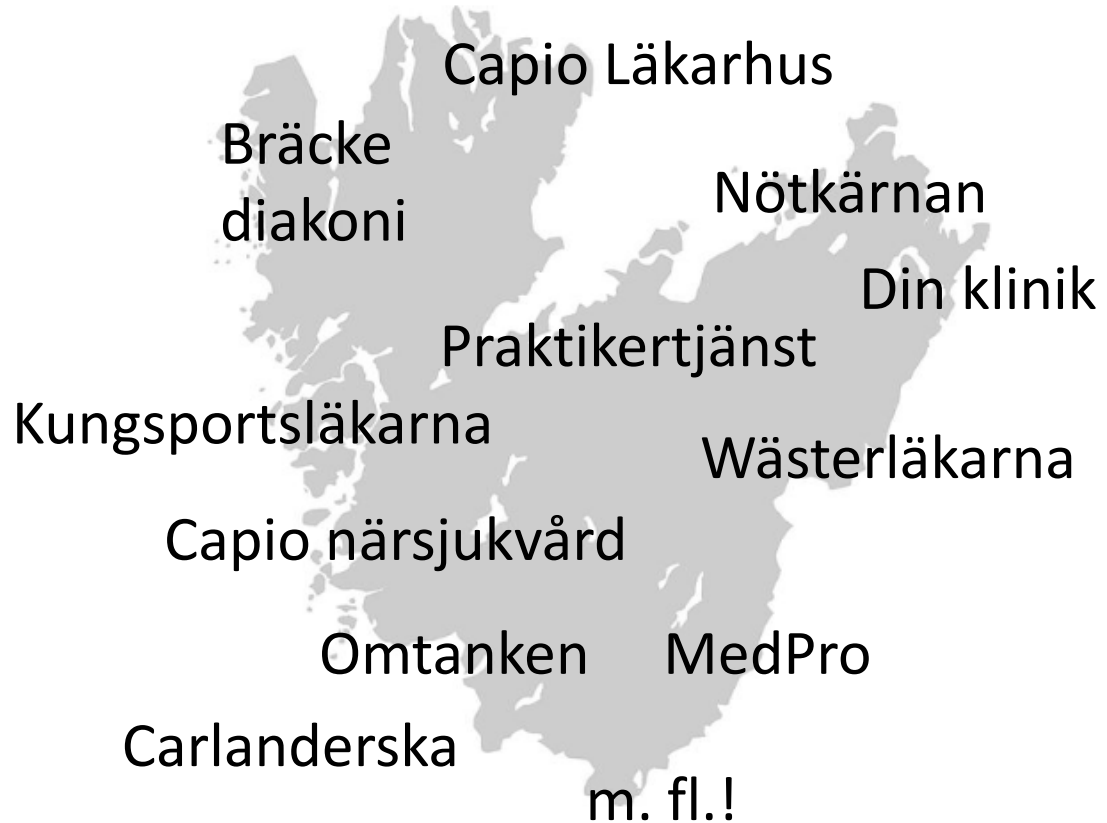 Capio Läkarhus
Bräcke
diakoni
Nötkärnan
Din klinik
Praktikertjänst
Kungsportsläkarna
Wästerläkarna
Capio närsjukvård
Omtanken
MedPro
Carlanderska
m. fl.!